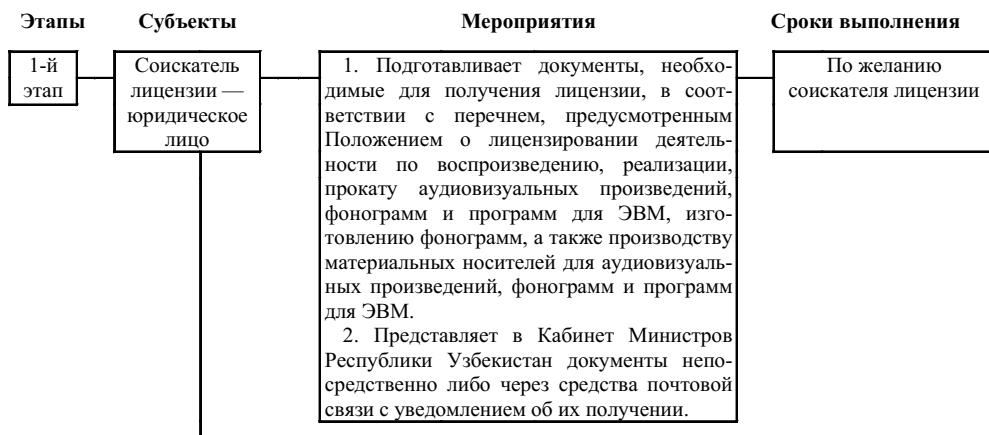 Этапы Субъекты Мероприятия Сроки выполнения
1-й
этап
Соискатель
лицензии —
юридическое
лицо
1. Подготавливает документы, необхо-
димые для получения лицензии, в соот-
ветствии с перечнем, предусмотренным
Положением о лицензировании деятель-
ности по воспроизведению, реализации,
прокату аудиовизуальных произведений,
фонограмм и программ для ЭВМ, изго-
товлению фонограмм, а также производству
материальных носителей для аудиовизуаль-
ных произведений, фонограмм и программ
для ЭВМ.
2. Представляет в Кабинет Министров
Республики Узбекистан документы непо-
средственно либо через средства почтовой
связи с уведомлением об их получении.
По желанию
соискателя лицензии